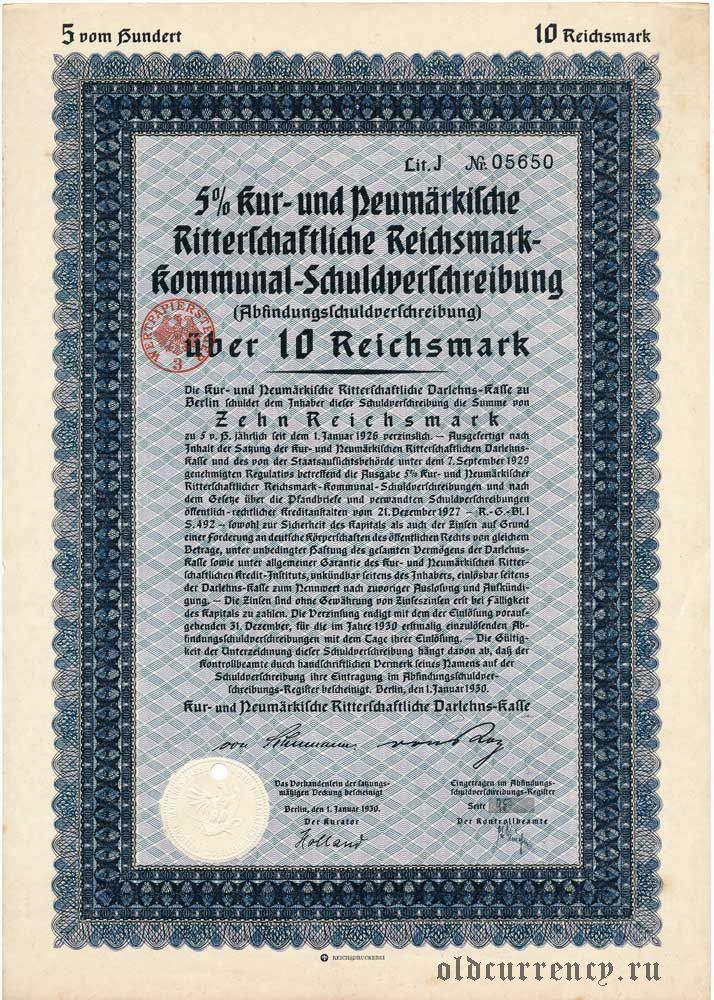 5 vom Hundert
10 Reichsmark
Lit. J Nr. 05650
5% Kur- und Neumärkische
Ritterschaftliche Reichsmark-
Kommunal-Schuldverschreibung
(Abfindungsschuldverschreibung)
über 10 Reichsmark
WERTPAPIERSTEUER
3
Die Kur- und Neumärkische Ritterschaftliche Darlehns-Kasse zu
Berlin schuldet dem Inhaber dieser Schuldverschreibung die Summe von
Zehn Reichsmark
zu 5 v. H. jährlich seit dem 1. Januar 1926 verzinslich. — Ausgefertigt nach
Inhalt der Satzung der Kur- und Neumärkischen Ritterschaftlichen Darlehns-
Kasse und des von der Staatsaufsichtsbehörde unter dem 7. September 1929
genehmigten Regulativs betreffend die Ausgabe 5% Kur- und Neumärkischer
Ritterschaftlicher Reichsmark-Kommunal-Schuldverschreibungen und nach
dem Gesetze über die Pfandbriefe und verwandten Schuldverschreibungen
öffentlich-rechtlicher Kreditanstalten vom 21. Dezember 1927 — R.-G.-Bl. I
S. 492 — sowohl zur Sicherheit des Kapitals als auch der Zinsen auf Grund
einer Forderung an deutsche Körperschaften des öffentlichen Rechts von gleichem
Betrage, unter unbedingter Haftung des gesamten Vermögens der Darlehns-
Kasse sowie unter allgemeiner Garantie des Kur- und Neumärkischen Ritter-
schaftlichen Kredit-Instituts, unkündbar seitens des Inhabers, einlösbar seitens
der Darlehns-Kasse zum Nennwert nach zuvoriger Auslosung und Aufkündi-
gung. — Die Zinsen sind ohne Gewährung von Zinseszinsen erst bei Fälligkeit
des Kapitals zu zahlen. Die Verzinsung endigt mit dem der Einlösung vorauf-
gehenden 31. Dezember, für die im Jahre 1930 erstmalig einzulösenden Ab-
findungsschuldverschreibungen mit dem Tage ihrer Einlösung. — Die Gültig-
keit der Unterzeichnung dieser Schuldverschreibung hängt davon ab, daß der
Kontrollbeamte durch handschriftlichen Vermerk seines Namens auf der
Schuldverschreibung ihre Eintragung im Abfindungsschuldver-
schreibungs-Register bescheinigt. Berlin, den 1. Januar 1930.
Kur- und Neumärkische Ritterschaftliche Darlehns-Kasse
Das Vorhandensein der satzungs-
mäßigen Deckung bescheinigt
Berlin, den 1. Januar 1930.
Der Kurator
Holland
Eingetragen im Abfindungs-
schuldverschreibungs-Register
Seite
Der Kontrollbeamte
REICHSDRUCKEREI
oldcurrency.ru